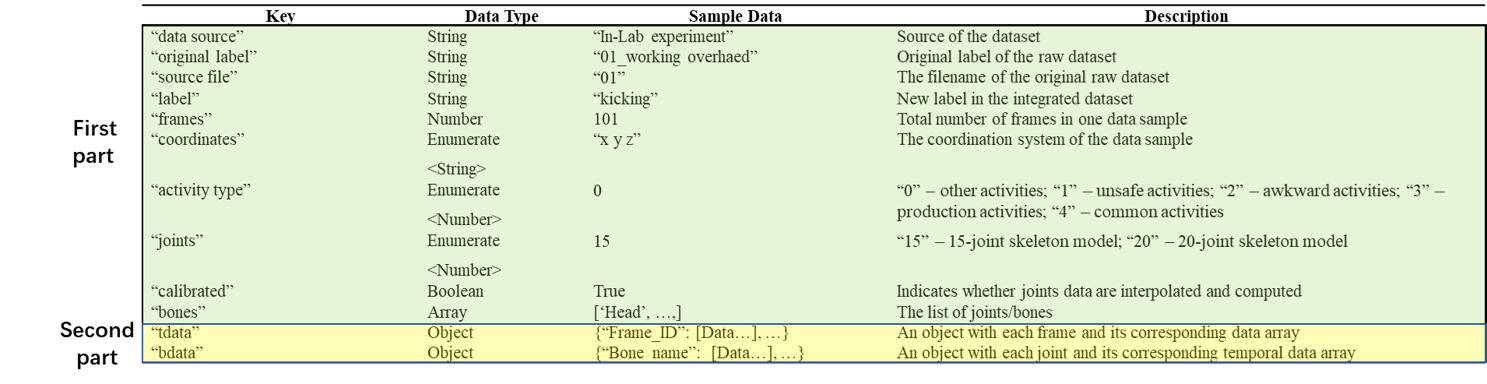 Key Data Type Sample Data Description
“data source” String “In-Lab experiment” Source of the dataset
“original label” String “01_working overhaed” Original label of the raw dataset
“source file” String “01” The filename of the original raw dataset
“label” String “kicking” New label in the integrated dataset
“frames” Number 101 Total number of frames in one data sample
“coordinates” Enumerate “x y z” The coordination system of the data sample
<String>
“activity type” Enumerate 0 “0” – other activities; “1” – unsafe activities; “2” – awkward activities; “3” –
<Number> production activities; “4” – common activities
“joints” Enumerate 15 “15” – 15-joint skeleton model; “20” – 20-joint skeleton model
<Number>
“calibrated” Boolean True Indicates whether joints data are interpolated and computed
“bones” Array [‘Head’, …,] The list of joints/bones
“tdata” Object {“Frame_ID”: [Data…], …} An object with each frame and its corresponding data array
“bdata” Object {“Bone name”: [Data…], …} An object with each joint and its corresponding temporal data array
First
part
Second
part